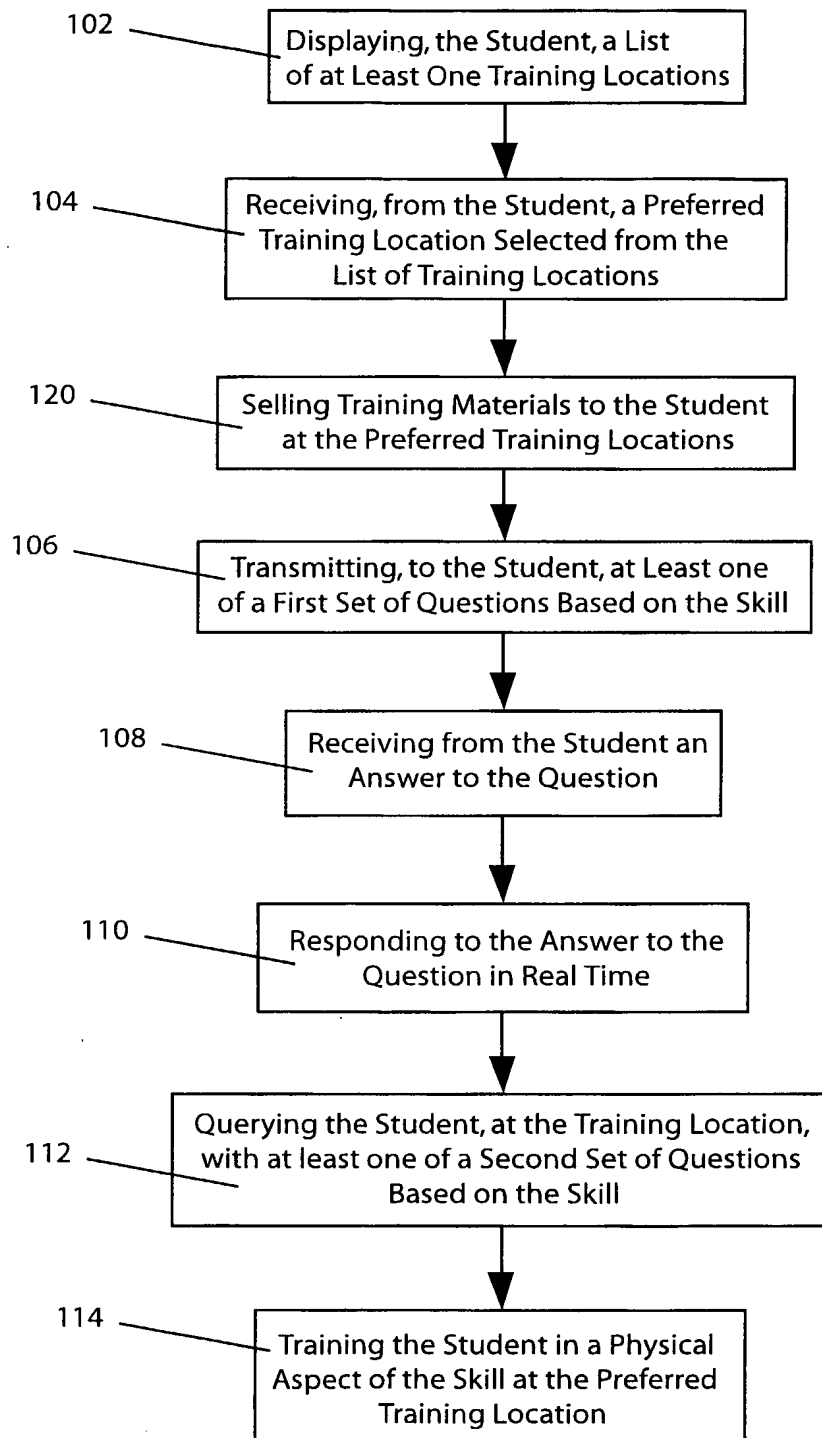 102
Displaying, the Student, a List
of at Least One Training Locations
104
Receiving, from the Student, a Preferred
Training Location Selected from the
List of Training Locations
120
Selling Training Materials to the Student
at the Preferred Training Locations
106
Transmitting, to the Student, at Least one
of a First Set of Questions Based on the Skill
108
Receiving from the Student an
Answer to the Question
110
Responding to the Answer to the
Question in Real Time
112
Querying the Student, at the Training Location,
with at least one of a Second Set of Questions
Based on the Skill
114
Training the Student in a Physical
Aspect of the Skill at the Preferred
Training Location